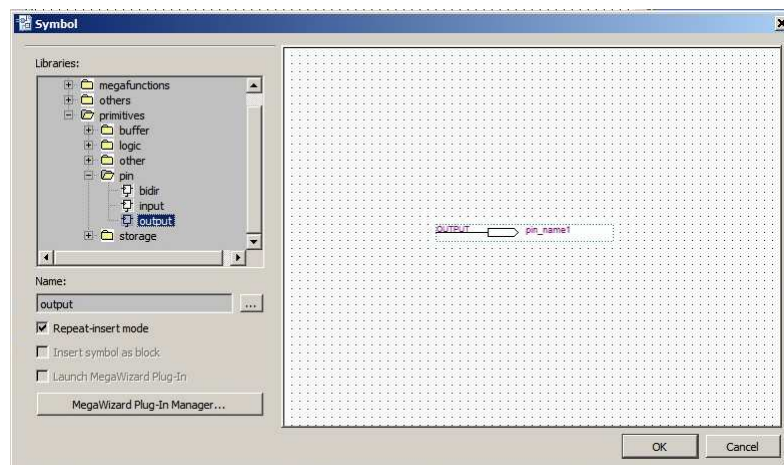 Symbol
Libraries:
megafunctions
others
primitives
buffer
logic
other
pin
bidir
input
output
storage
Name:
output
...
Repeat-insert mode
Insert symbol as block
Launch MegaWizard Plug-In
MegaWizard Plug-In Manager...
OUTPUT
pin_name1
OK
Cancel